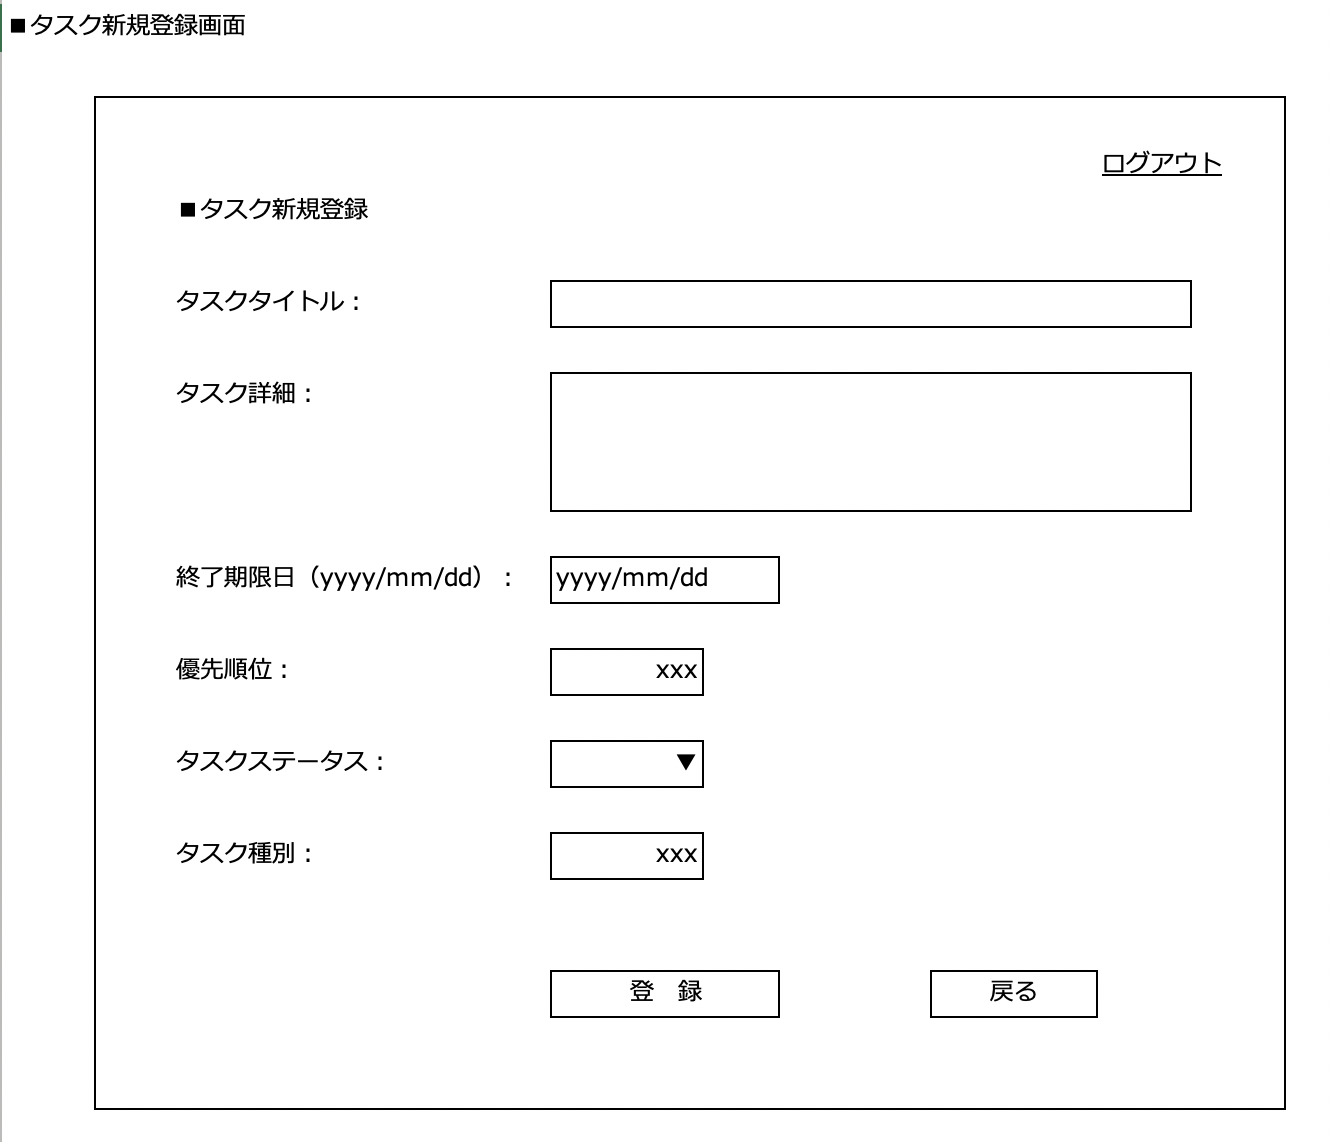 ■タスク新規登録画面
ログアウト
■タスク新規登録
タスクタイトル：
タスク詳細：
終了期限日（yyyy/mm/dd）： yyyy/mm/dd
優先順位： xxx
タスクステータス： ▼
タスク種別： xxx
登　録 戻る